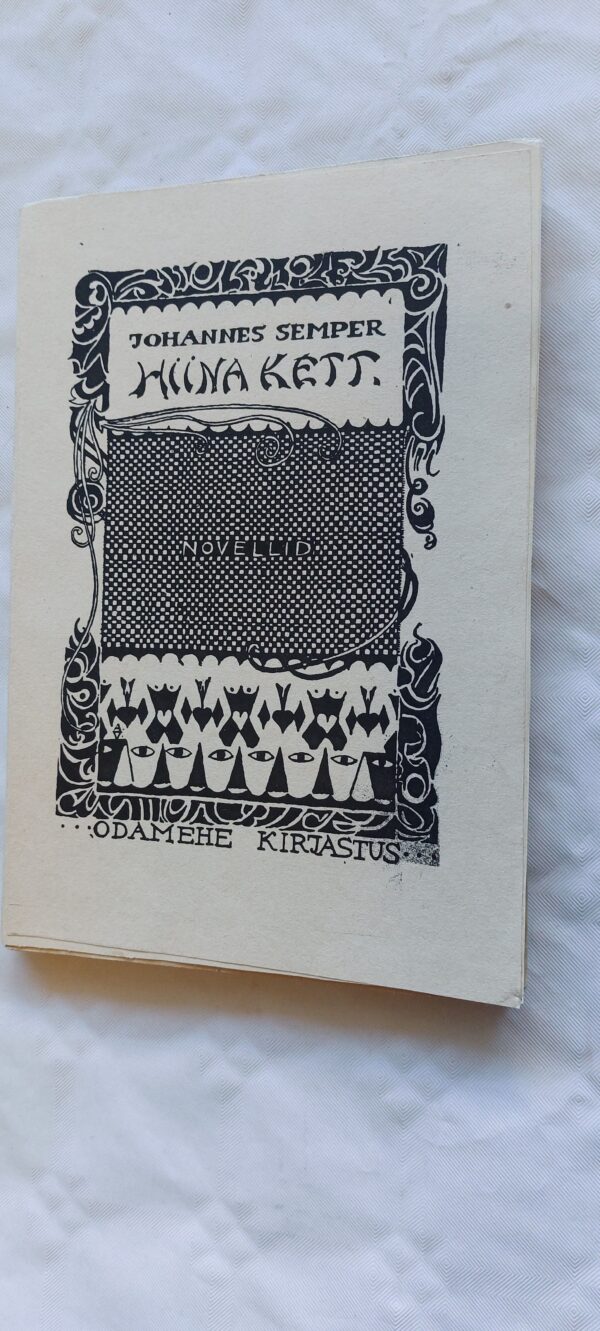 JOHANNES SEMPER
HIINA KETT.
NOVELLID
...ODAMEHE KIRJASTUS..